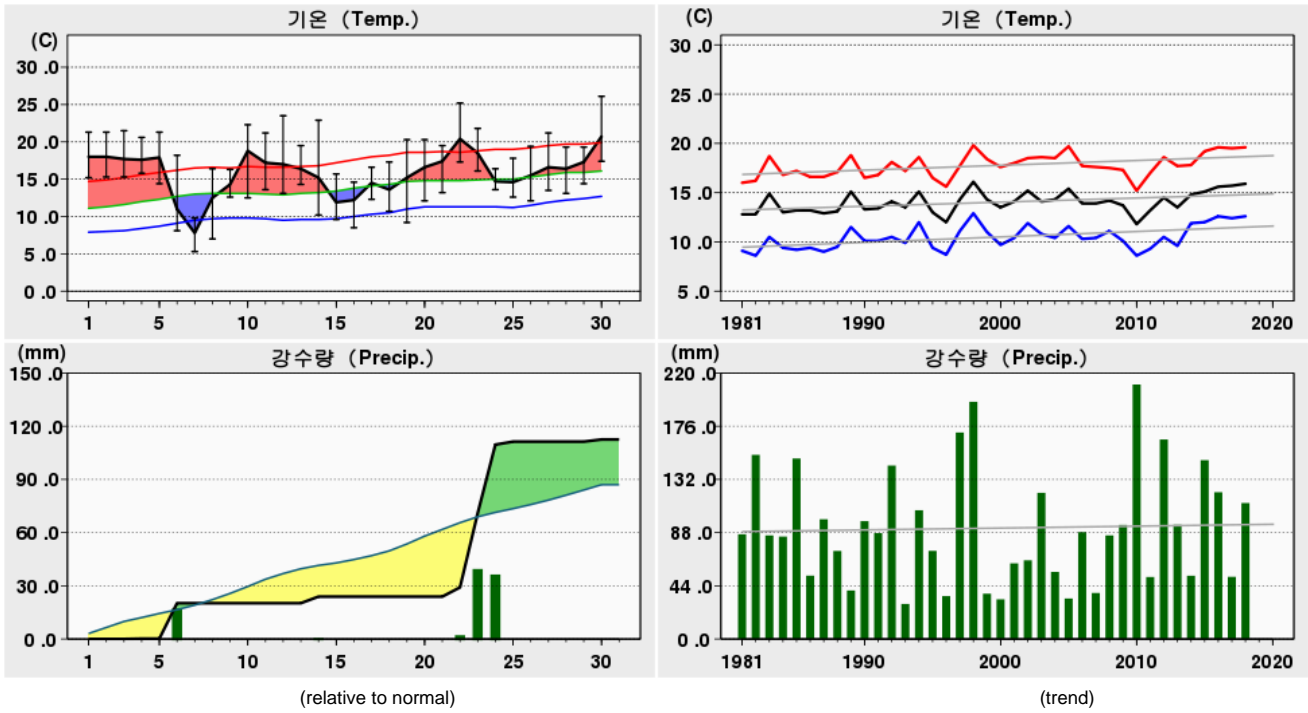 기온 (Temp.)
(C)
30 .0
25 .0
20 .0
15 .0
10 .0
5 .0
0 .0
1 5 10 15 20 25 30
기온 (Temp.)
(C)
30 .0
25 .0
20 .0
15 .0
10 .0
5 .0
1981 1990 2000 2010 2020
강수량 (Precip.)
(mm)
150 .0
120 .0
90 .0
60 .0
30 .0
0 .0
1 5 10 15 20 25 30
(relative to normal)
강수량 (Precip.)
(mm)
220 .0
176 .0
132 .0
88 .0
44 .0
0 .0
1981 1990 2000 2010 2020
(trend)